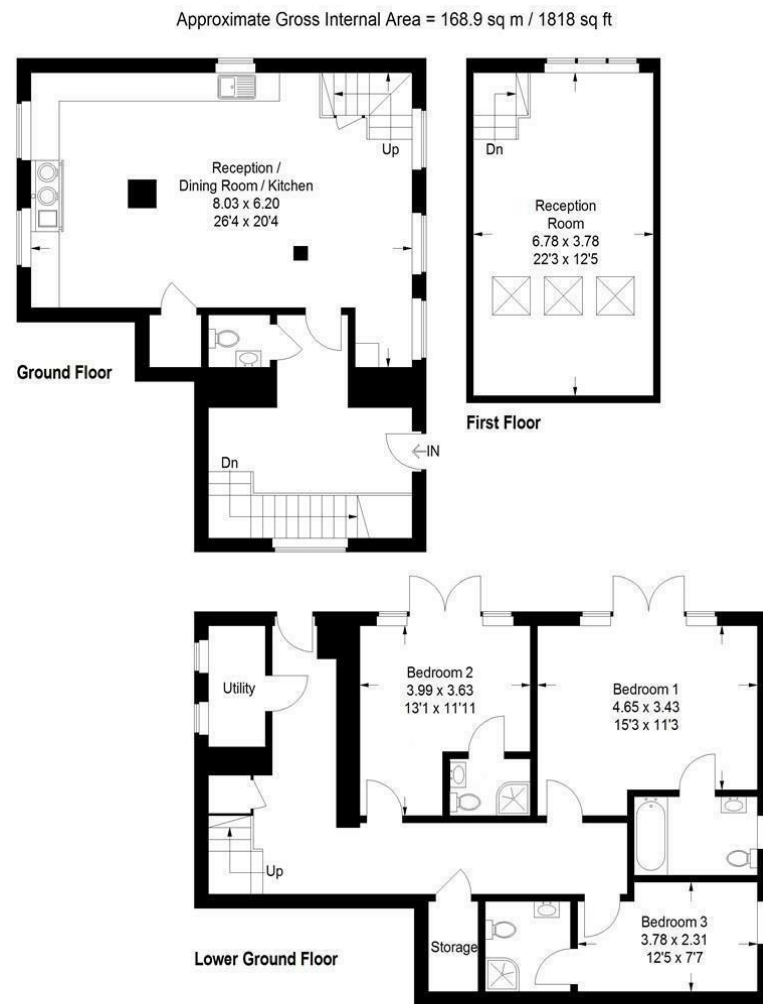 Approximate Gross Internal Area = 168.9 sq m / 1818 sq ft
Up
Reception /
Dining Room / Kitchen
8.03 x 6.20
26'4 x 20'4
Ground Floor
Dn
IN
Dn
Reception
Room
6.78 x 3.78
22'3 x 12'5
First Floor
Utility
Up
Bedroom 2
3.99 x 3.63
13'1 x 11'11
Bedroom 1
4.65 x 3.43
15'3 x 11'3
Storage
Bedroom 3
3.78 x 2.31
12'5 x 7'7
Lower Ground Floor